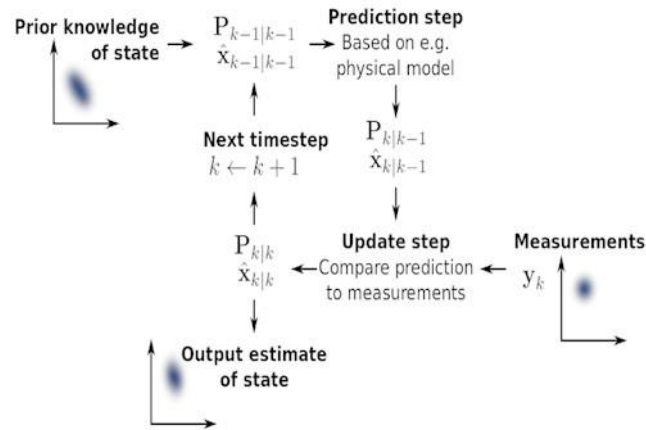 Prior knowledge
of state
P_{k-1|k-1}
x̂_{k-1|k-1}
Prediction step
Based on e.g.
physical model
P_{k|k-1}
x̂_{k|k-1}
Next timestep
k ← k + 1
P_{k|k}
x̂_{k|k}
Update step
Compare prediction
to measurements
Measurements
y_k
Output estimate
of state